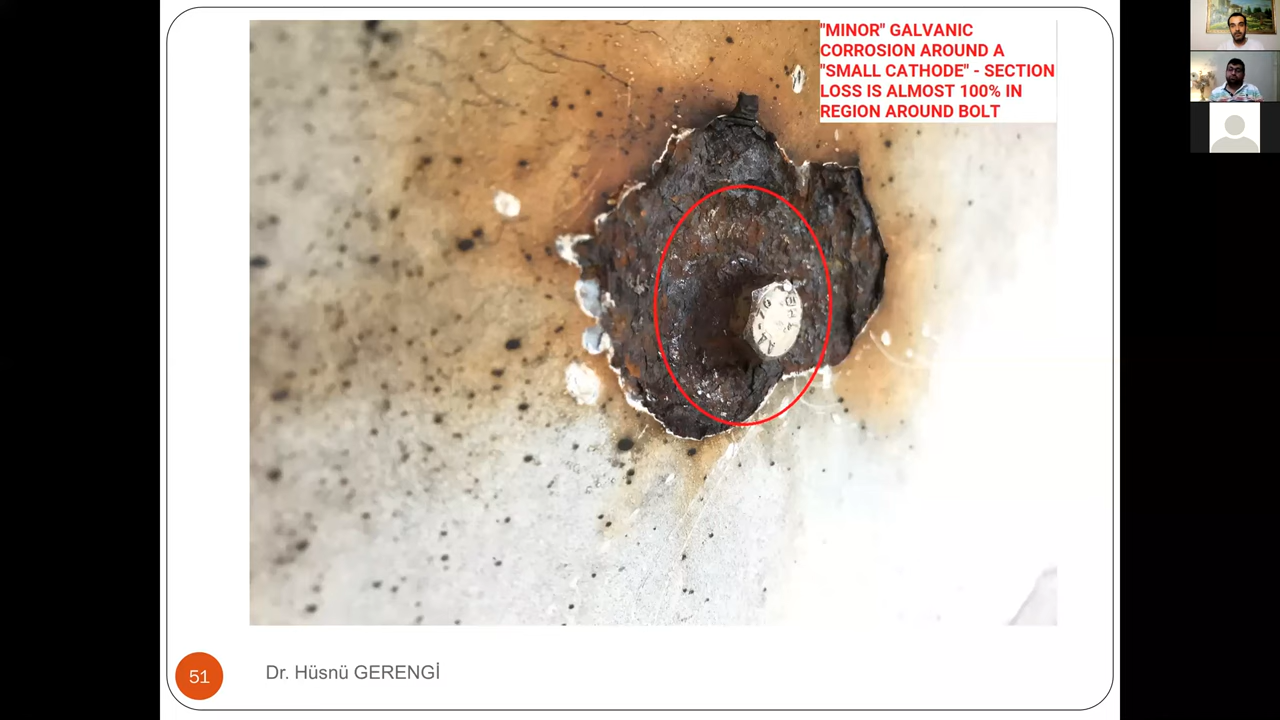 "MINOR" GALVANIC
CORROSION AROUND A
"SMALL CATHODE" - SECTION
LOSS IS ALMOST 100% IN
REGION AROUND BOLT
51
Dr. Hüsnü GERENGİ